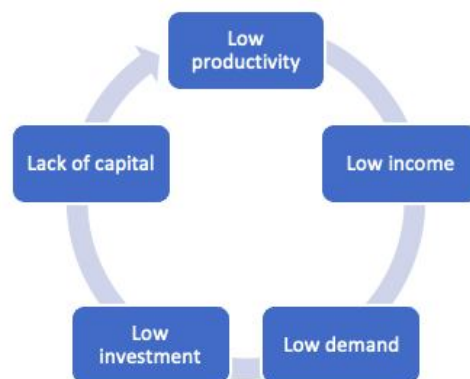 Low
productivity
Low income
Low demand
Low
investment
Lack of capital